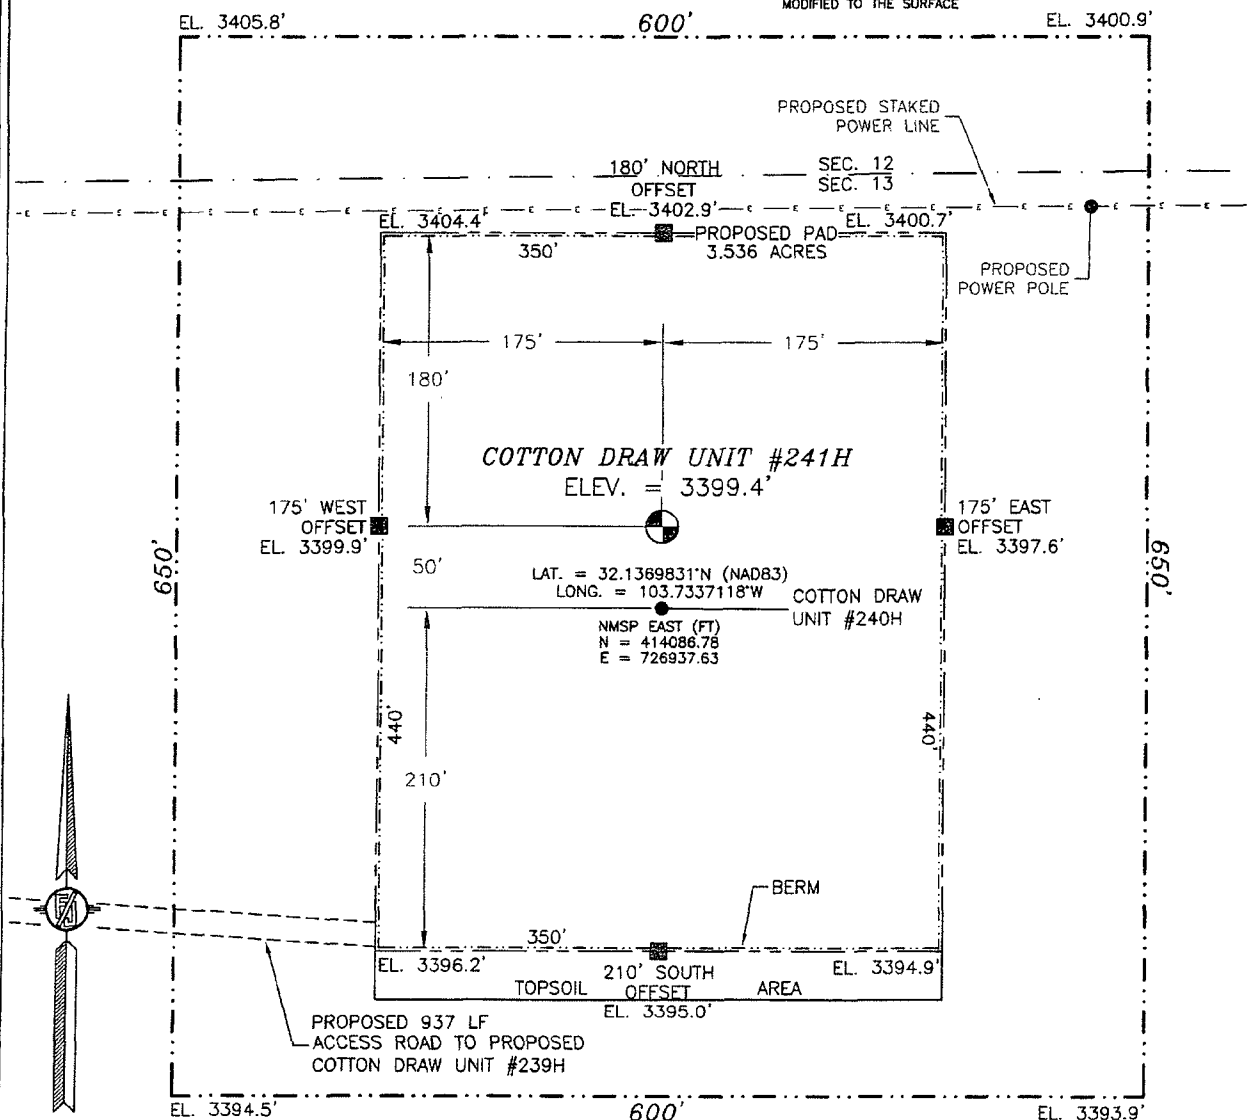 MODIFIED TO THE SURFACE
EL. 3405.8'
600'
EL. 3400.9'
PROPOSED STAKED
POWER LINE
180' NORTH
OFFSET
EL. 3402.9'
SEC. 12
SEC. 13
E E E E E E E E E E E E E E
EL. 3404.4'
EL. 3400.7'
PROPOSED PAD
3.536 ACRES
350'
PROPOSED
POWER POLE
175'
175'
180'
COTTON DRAW UNIT #241H
ELEV. = 3399.4'
175' WEST
OFFSET
EL. 3399.9'
175' EAST
OFFSET
EL. 3397.6'
650'
650'
50'
LAT. = 32.1369831°N (NAD83)
LONG. = 103.7337118°W
COTTON DRAW
UNIT #240H
NMSP EAST (FT)
N = 414086.78
E = 726937.63
440'
440'
210'
BERM
350'
EL. 3396.2'
EL. 3394.9'
210' SOUTH
OFFSET
EL. 3395.0'
TOPSOIL AREA
PROPOSED 937 LF
ACCESS ROAD TO PROPOSED
COTTON DRAW UNIT #239H
EL. 3394.5'
600'
EL. 3393.9'